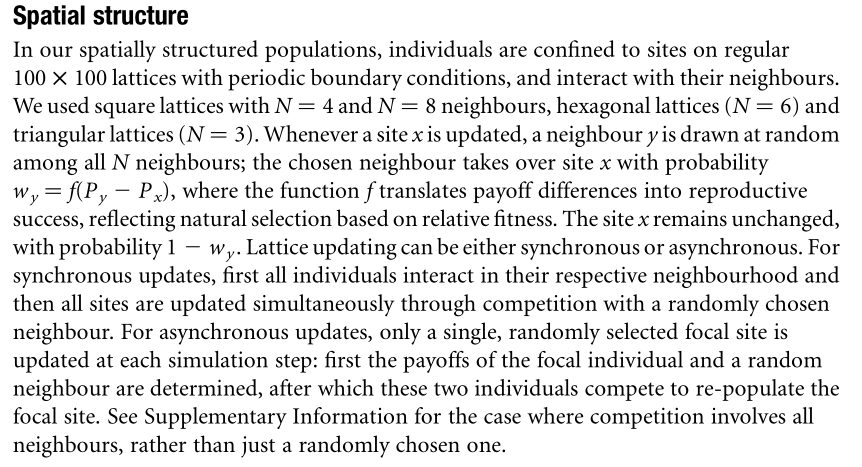 Spatial structure
In our spatially structured populations, individuals are confined to sites on regular
100 × 100 lattices with periodic boundary conditions, and interact with their neighbours.
We used square lattices with N = 4 and N = 8 neighbours, hexagonal lattices (N = 6) and
triangular lattices (N = 3). Whenever a site x is updated, a neighbour y is drawn at random
among all N neighbours; the chosen neighbour takes over site x with probability
w_y = f(P_y − P_x), where the function f translates payoff differences into reproductive
success, reflecting natural selection based on relative fitness. The site x remains unchanged,
with probability 1 − w_y. Lattice updating can be either synchronous or asynchronous. For
synchronous updates, first all individuals interact in their respective neighbourhood and
then all sites are updated simultaneously through competition with a randomly chosen
neighbour. For asynchronous updates, only a single, randomly selected focal site is
updated at each simulation step: first the payoffs of the focal individual and a random
neighbour are determined, after which these two individuals compete to re-populate the
focal site. See Supplementary Information for the case where competition involves all
neighbours, rather than just a randomly chosen one.